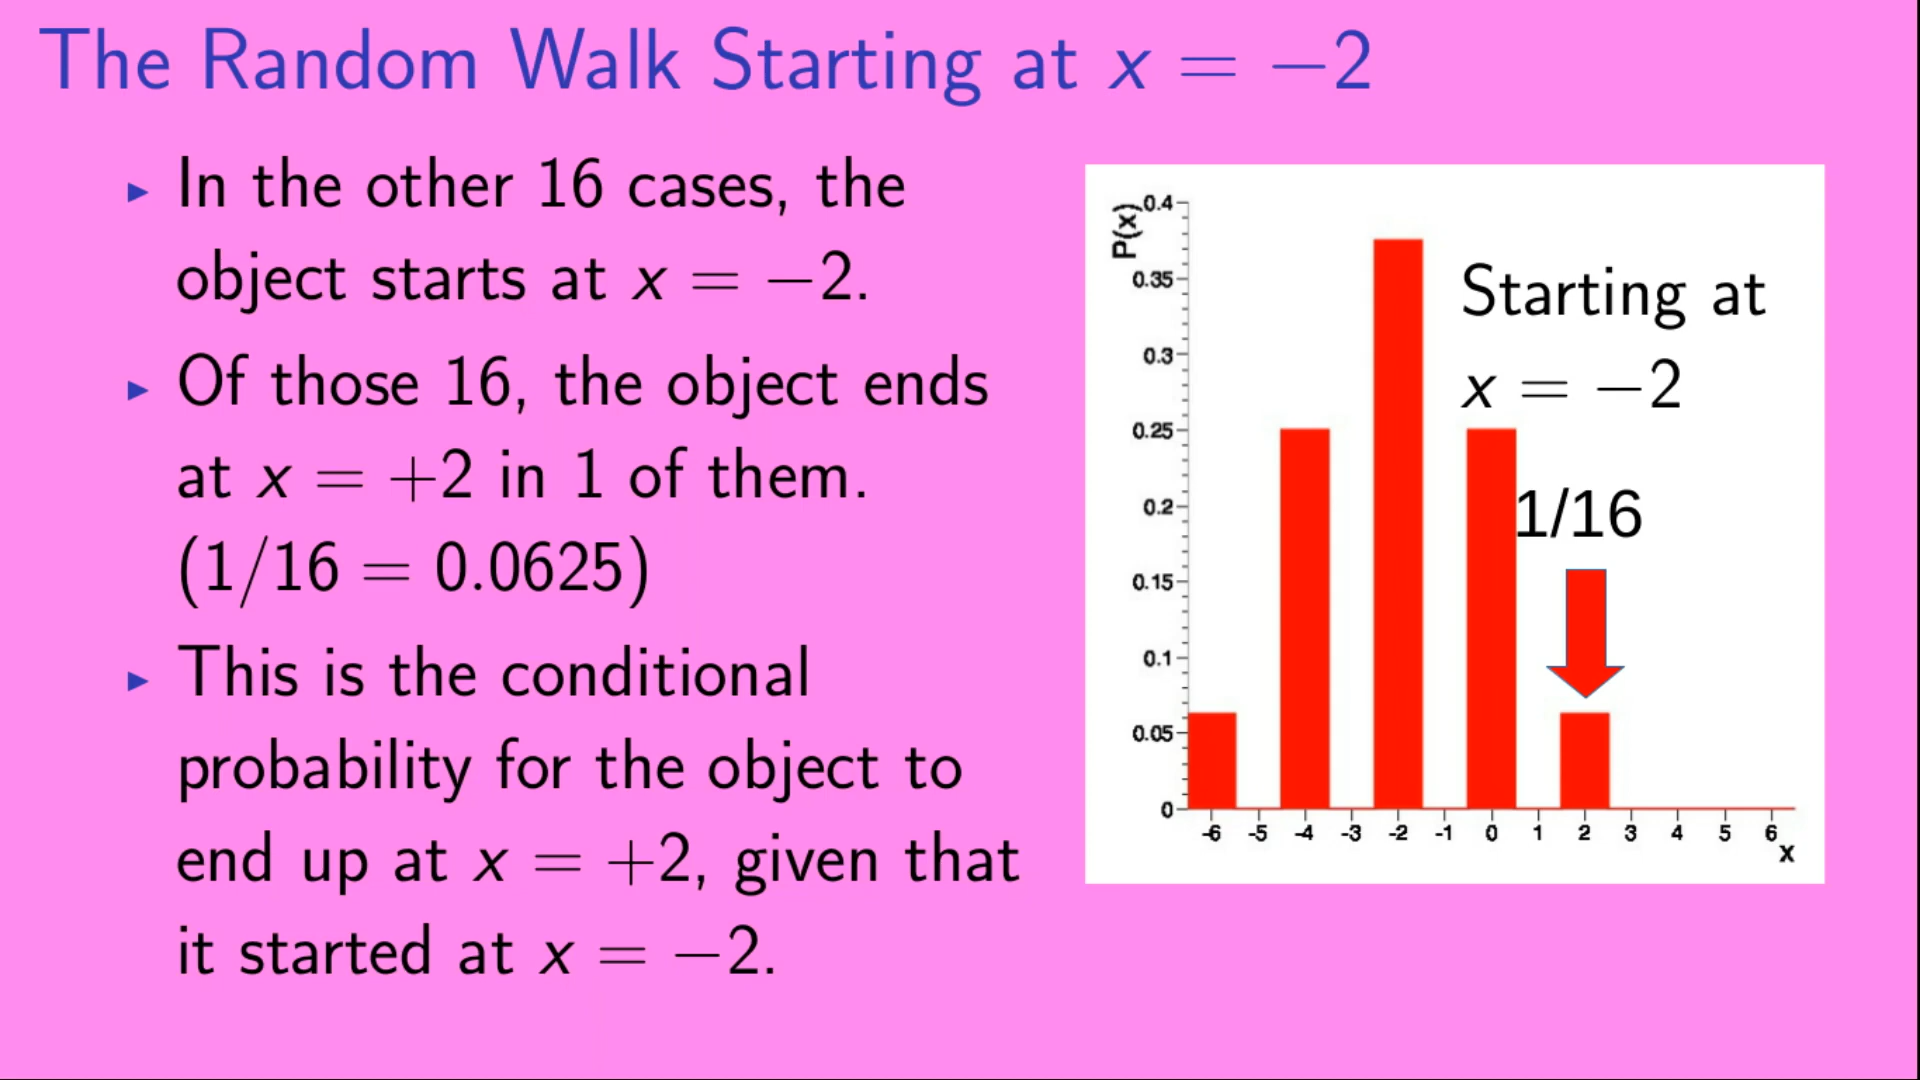 The Random Walk Starting at x = −2
▸ In the other 16 cases, the
object starts at x = −2.
▸ Of those 16, the object ends
at x = +2 in 1 of them.
(1/16 = 0.0625)
▸ This is the conditional
probability for the object to
end up at x = +2, given that
it started at x = −2.
P(x)
0.4
0.35
0.3
0.25
0.2
0.15
0.1
0.05
0
Starting at
x = −2
1/16
-6 -5 -4 -3 -2 -1 0 1 2 3 4 5 6
x